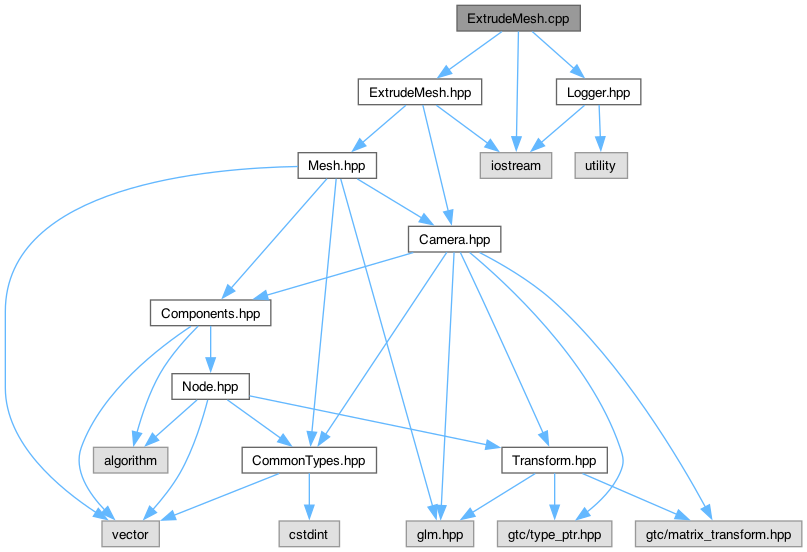 ExtrudeMesh.cpp
ExtrudeMesh.hpp
Logger.hpp
Mesh.hpp
iostream
utility
Camera.hpp
Components.hpp
Node.hpp
algorithm
CommonTypes.hpp
Transform.hpp
vector
cstdint
glm.hpp
gtc/type_ptr.hpp
gtc/matrix_transform.hpp